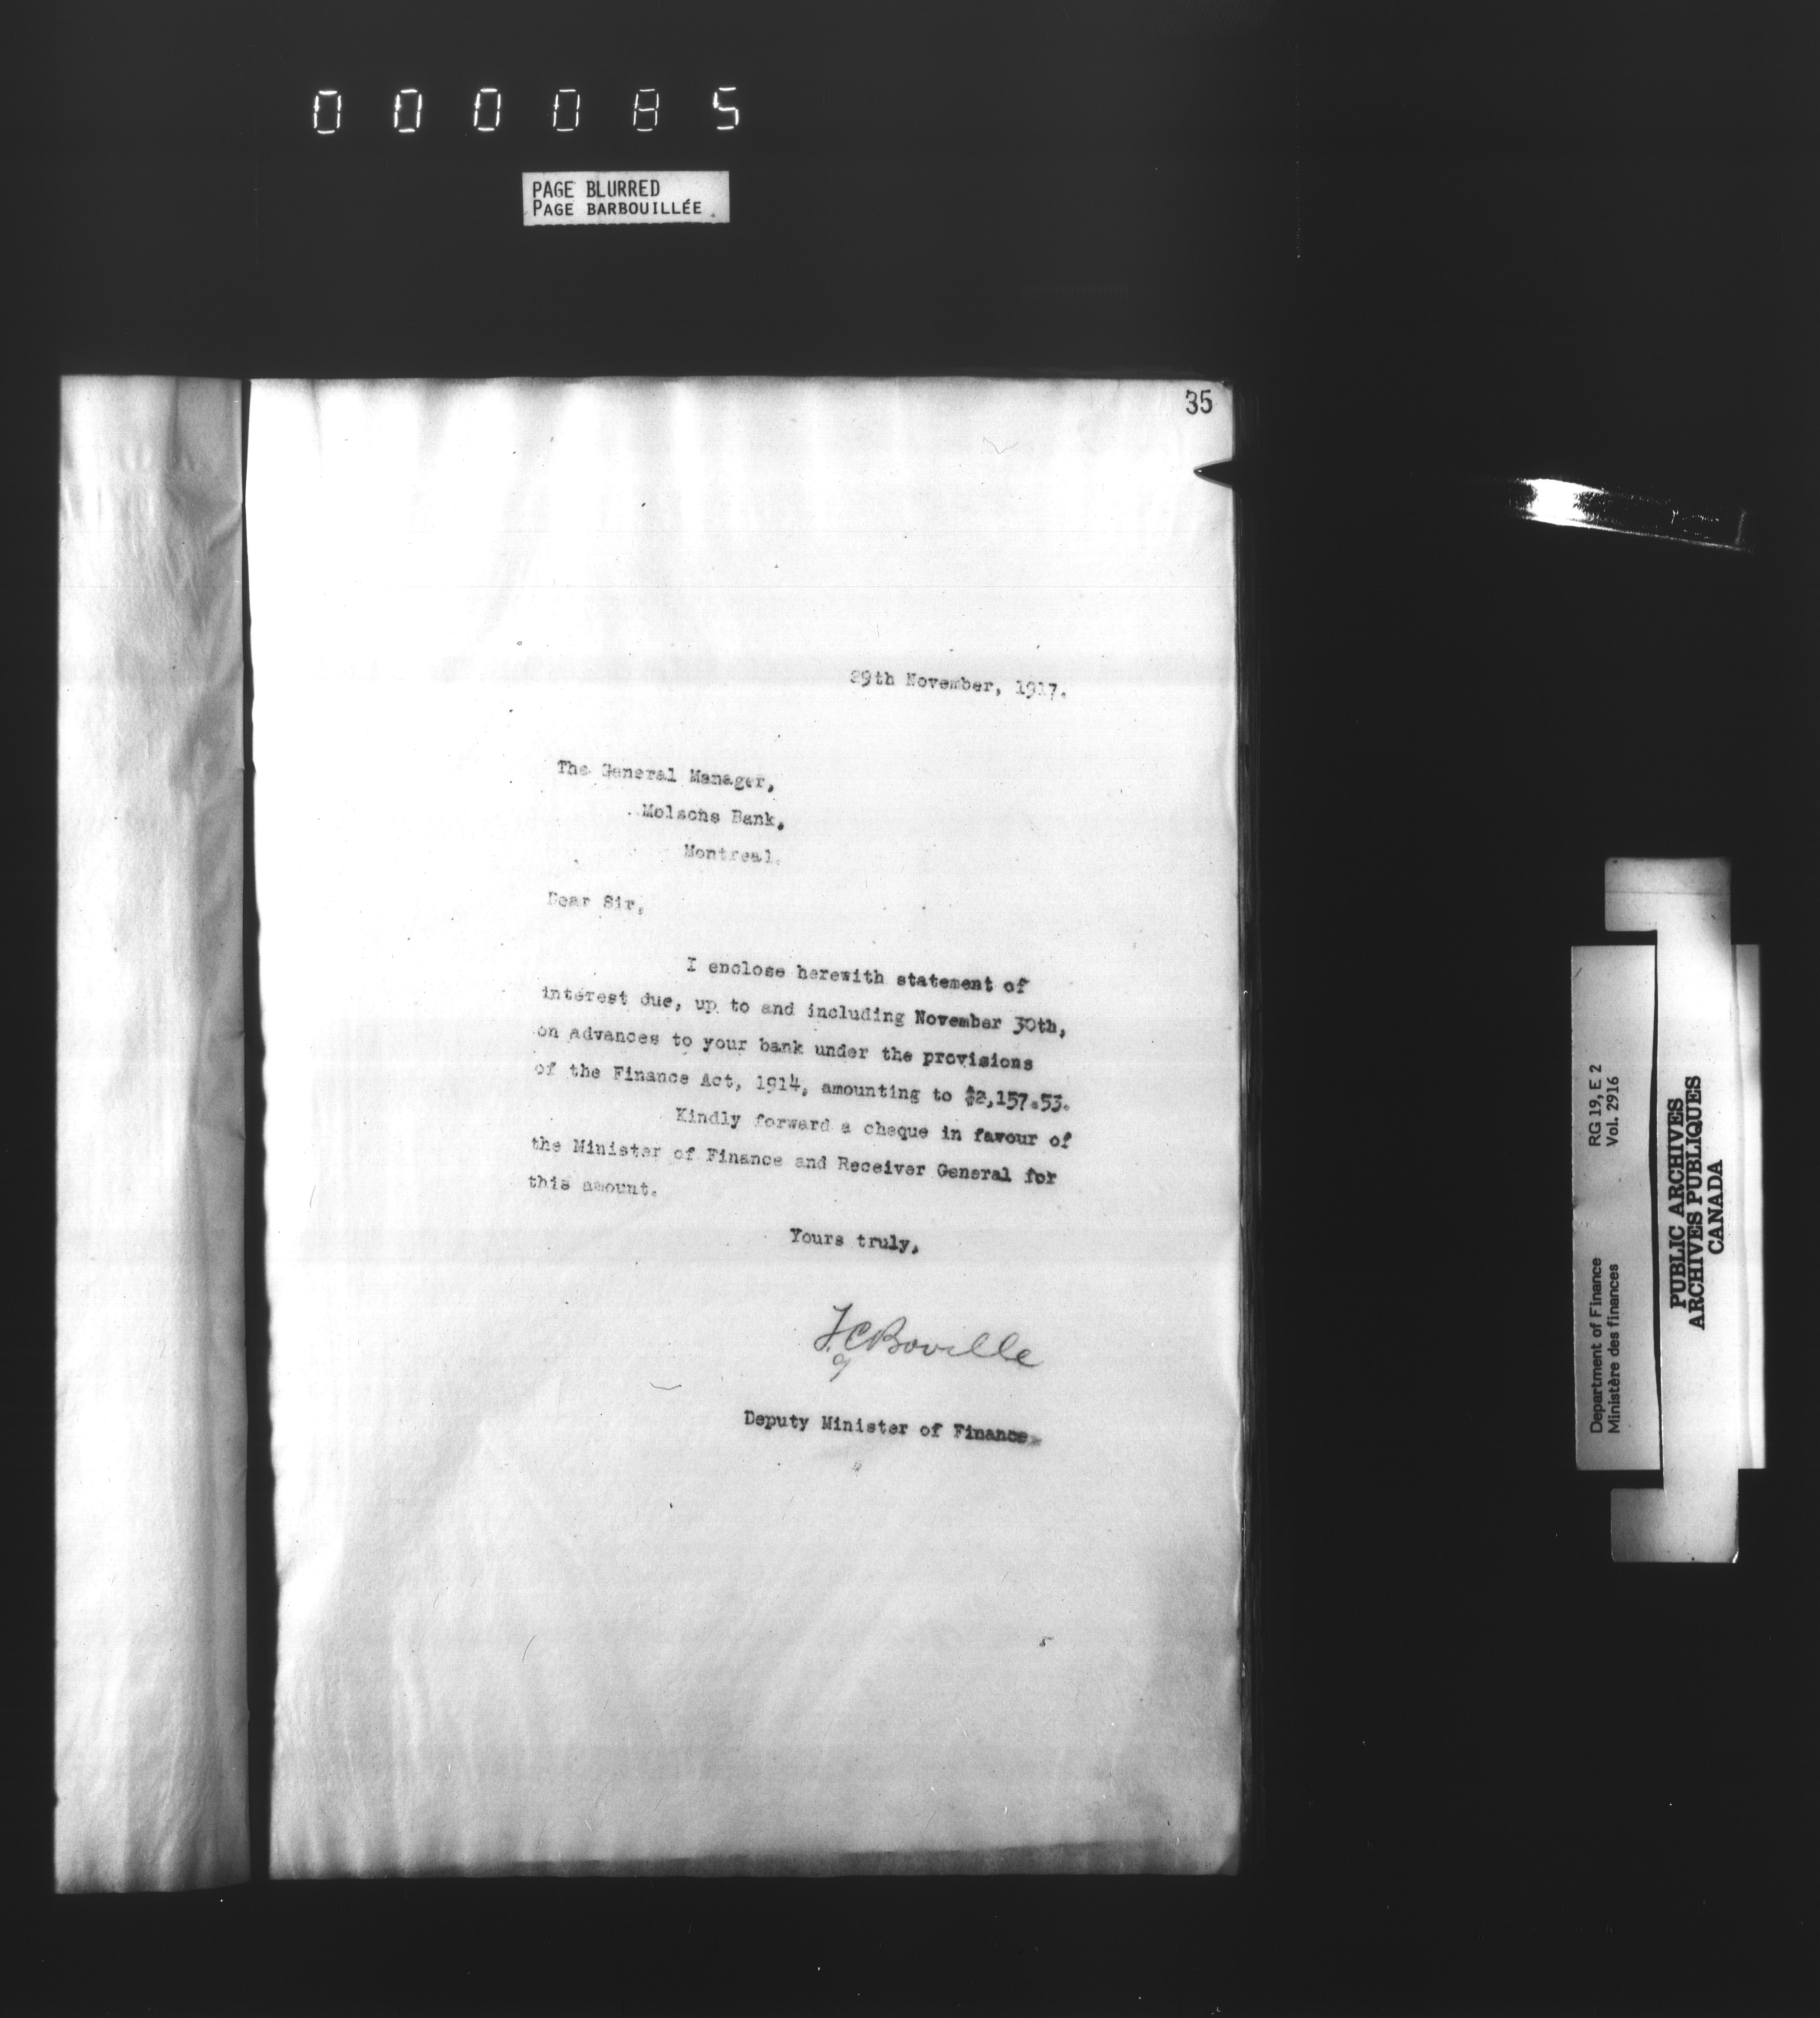 000085
PAGE BLURRED
PAGE BARBOUILLÉE
35
29th November, 1917.
The General Manager,
Molsons Bank,
Montreal.
Dear Sir,
I enclose herewith statement of
interest due, up to and including November 30th,
on advances to your bank under the provisions
of the Finance Act, 1914, amounting to $2,157.53.
Kindly forward a cheque in favour of
the Minister of Finance and Receiver General for
this amount.
Yours truly,
T.C. Boville
Deputy Minister of Finance
Department of Finance RG 19, E 2
Ministère des finances Vol. 2916
PUBLIC ARCHIVES
ARCHIVES PUBLIQUES
CANADA